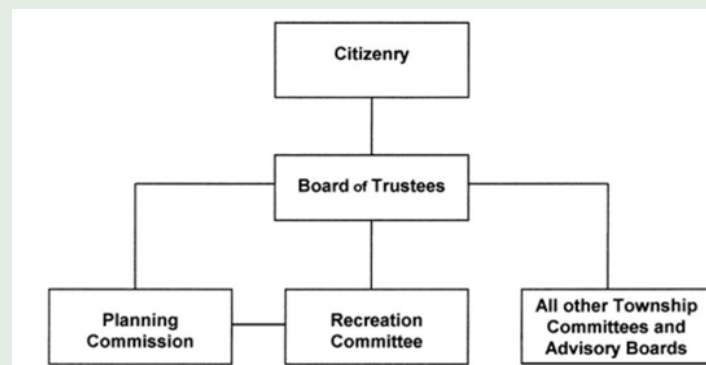 Citizenry
Board of Trustees
Planning
Commission
Recreation
Committee
All other Township
Committees and
Advisory Boards